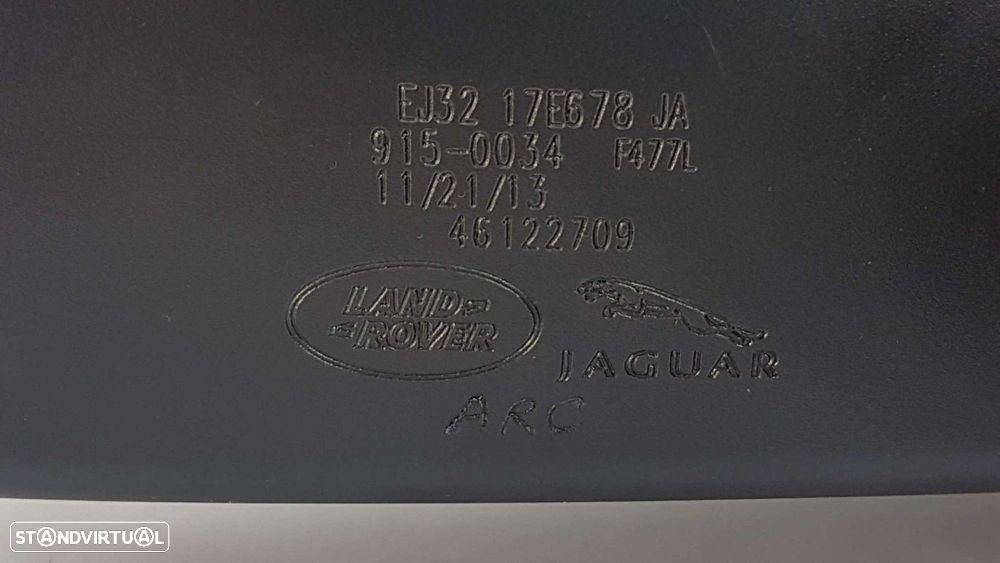 EJ32 17E678 JA
915-0034 F477L
11/21/13
46122709
LAND
ROVER
JAGUAR
ARC
STANDVIRTUAL